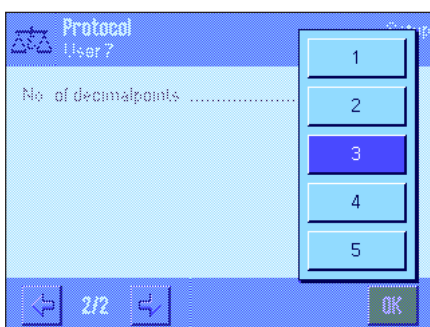 Protocol
User 7
No. of decimalpoints ....................
1
2
3
4
5
2/2
OK